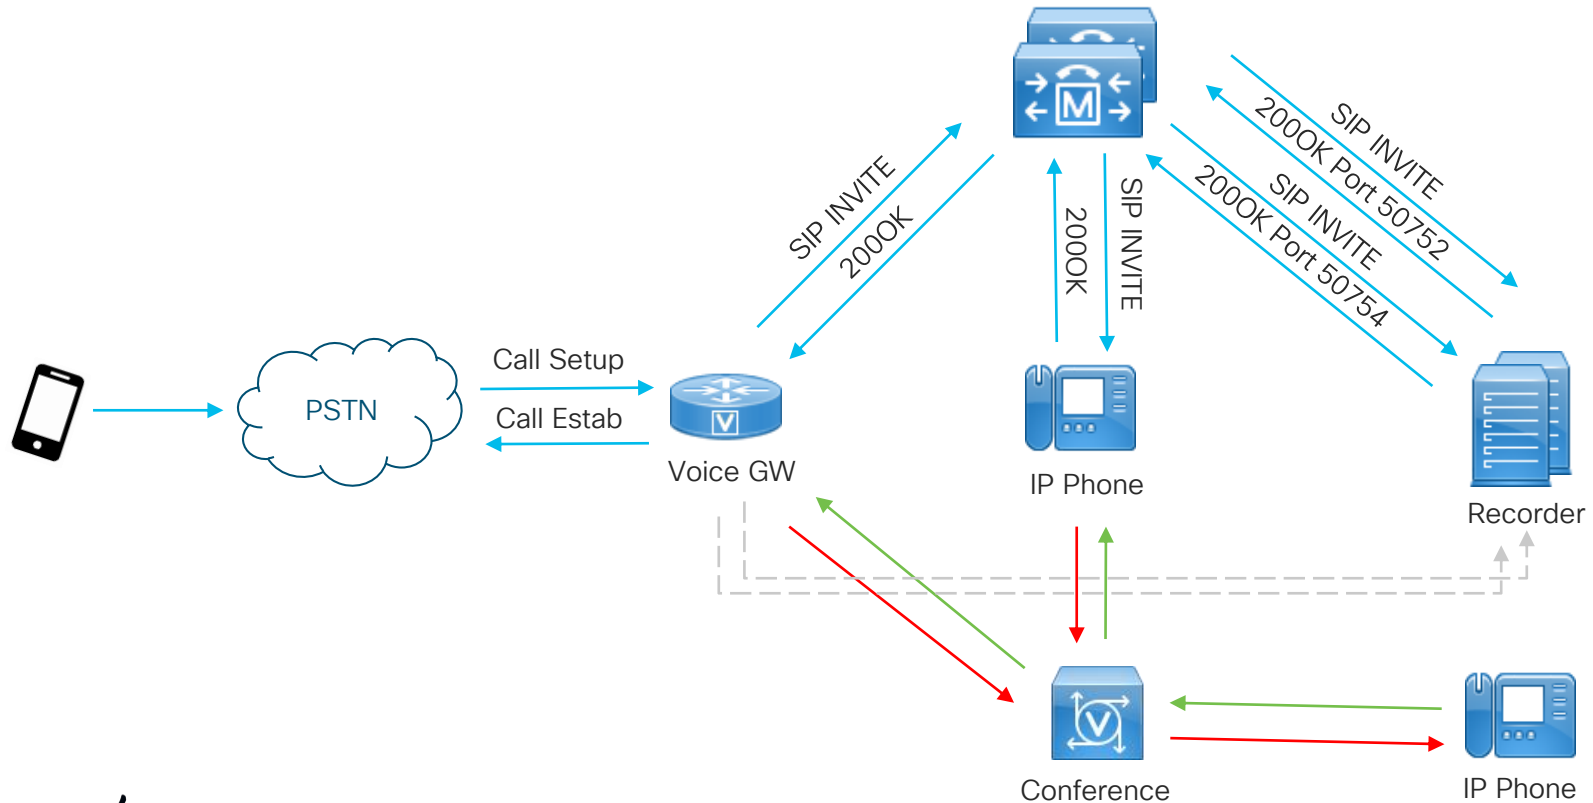 M
SIP INVITE
200OK Port 50752
SIP INVITE
200OK Port 50754
SIP INVITE
200OK
200OK
SIP INVITE
Call Setup
PSTN
Call Estab
V
Voice GW
IP Phone
Recorder
V
Conference
IP Phone